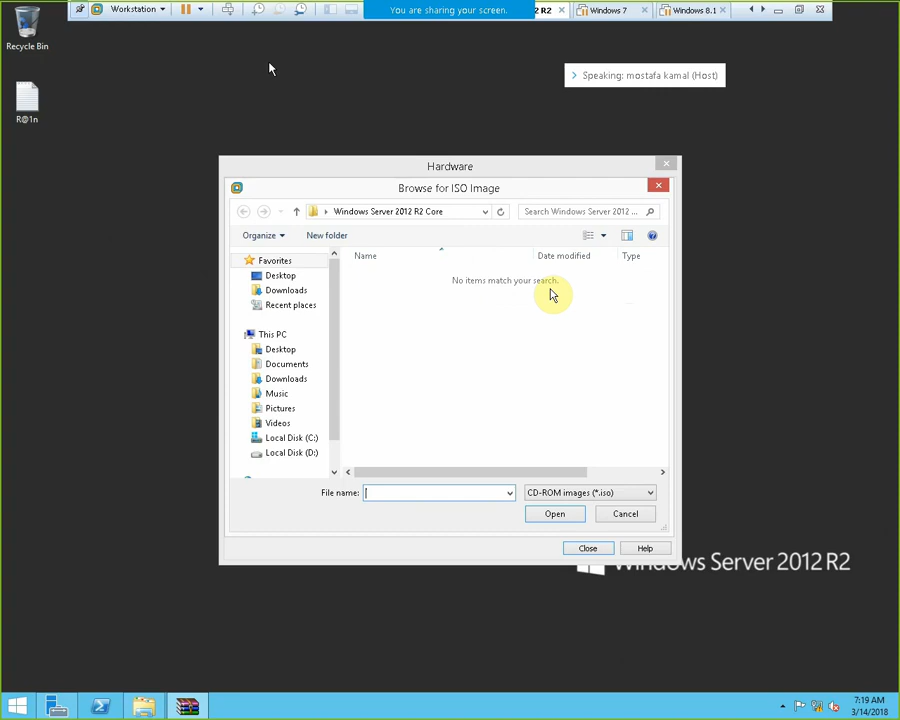 Workstation
You are sharing your screen.
2 R2
Windows 7
Windows 8.1
Recycle Bin
Speaking: mostafa kamal (Host)
R@1n
Hardware
Browse for ISO Image
Windows Server 2012 R2 Core
Search Windows Server 2012 ...
Organize
New folder
Favorites
Desktop
Downloads
Recent places
This PC
Desktop
Documents
Downloads
Music
Pictures
Videos
Local Disk (C:)
Local Disk (D:)
Name
Date modified
Type
No items match your search.
File name:
CD-ROM images (*.iso)
Open
Cancel
Close
Help
Windows Server 2012 R2
7:19 AM
3/14/2018